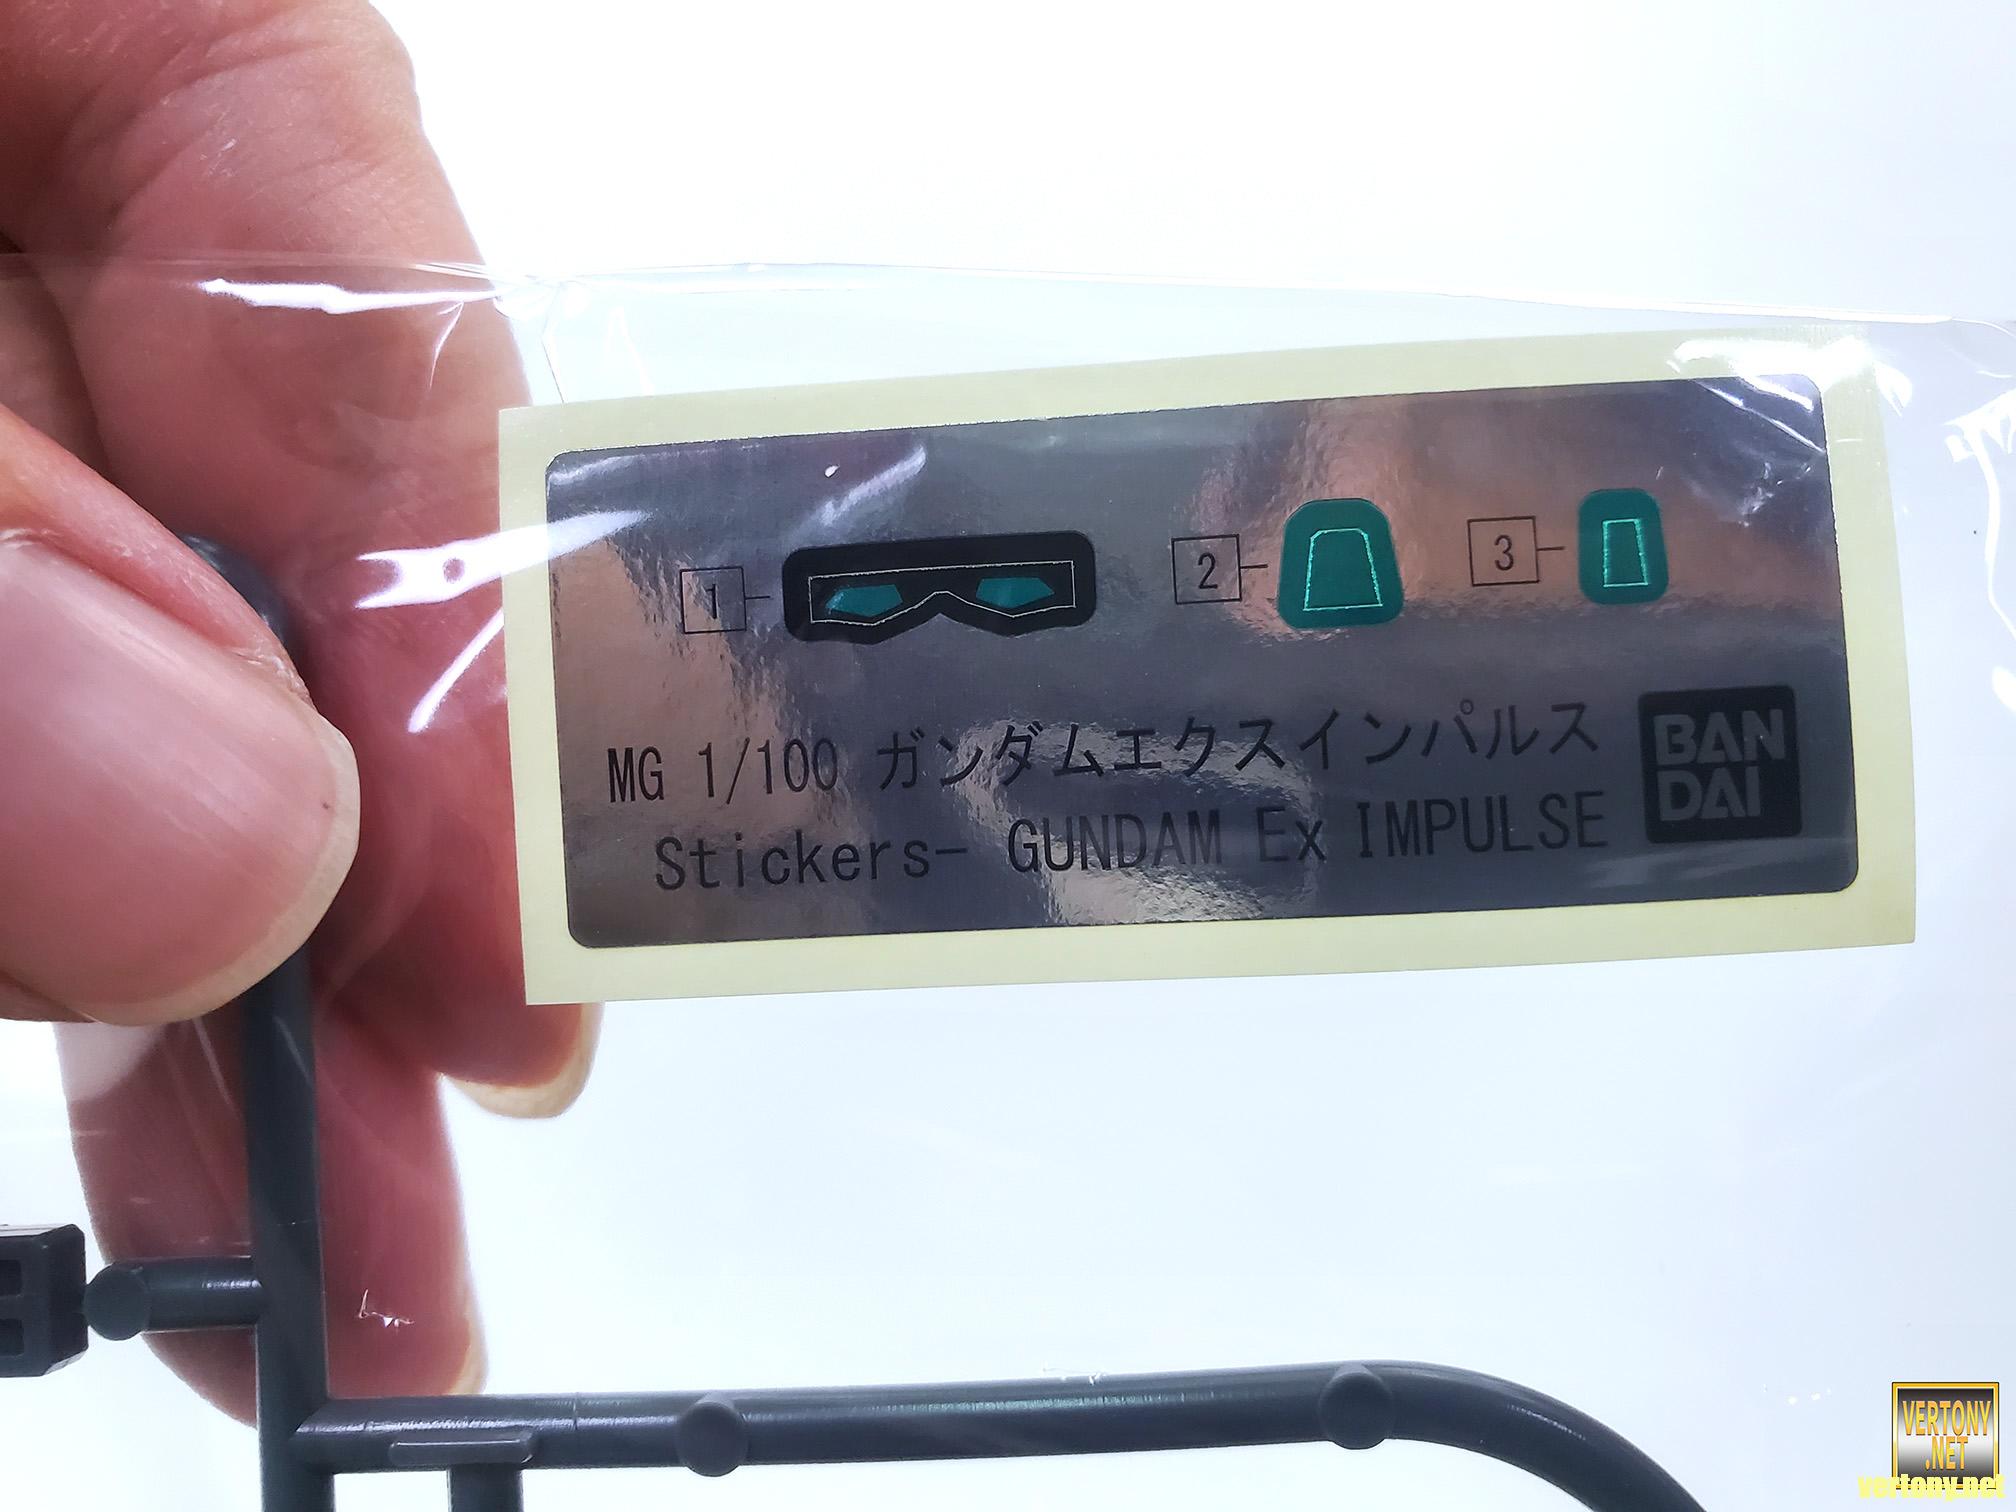 1
2
3
MG 1/100 ガンダムエクスインパルス
Stickers- GUNDAM Ex IMPULSE
BAN
DAI
VERTONY
.NET
vertony.net